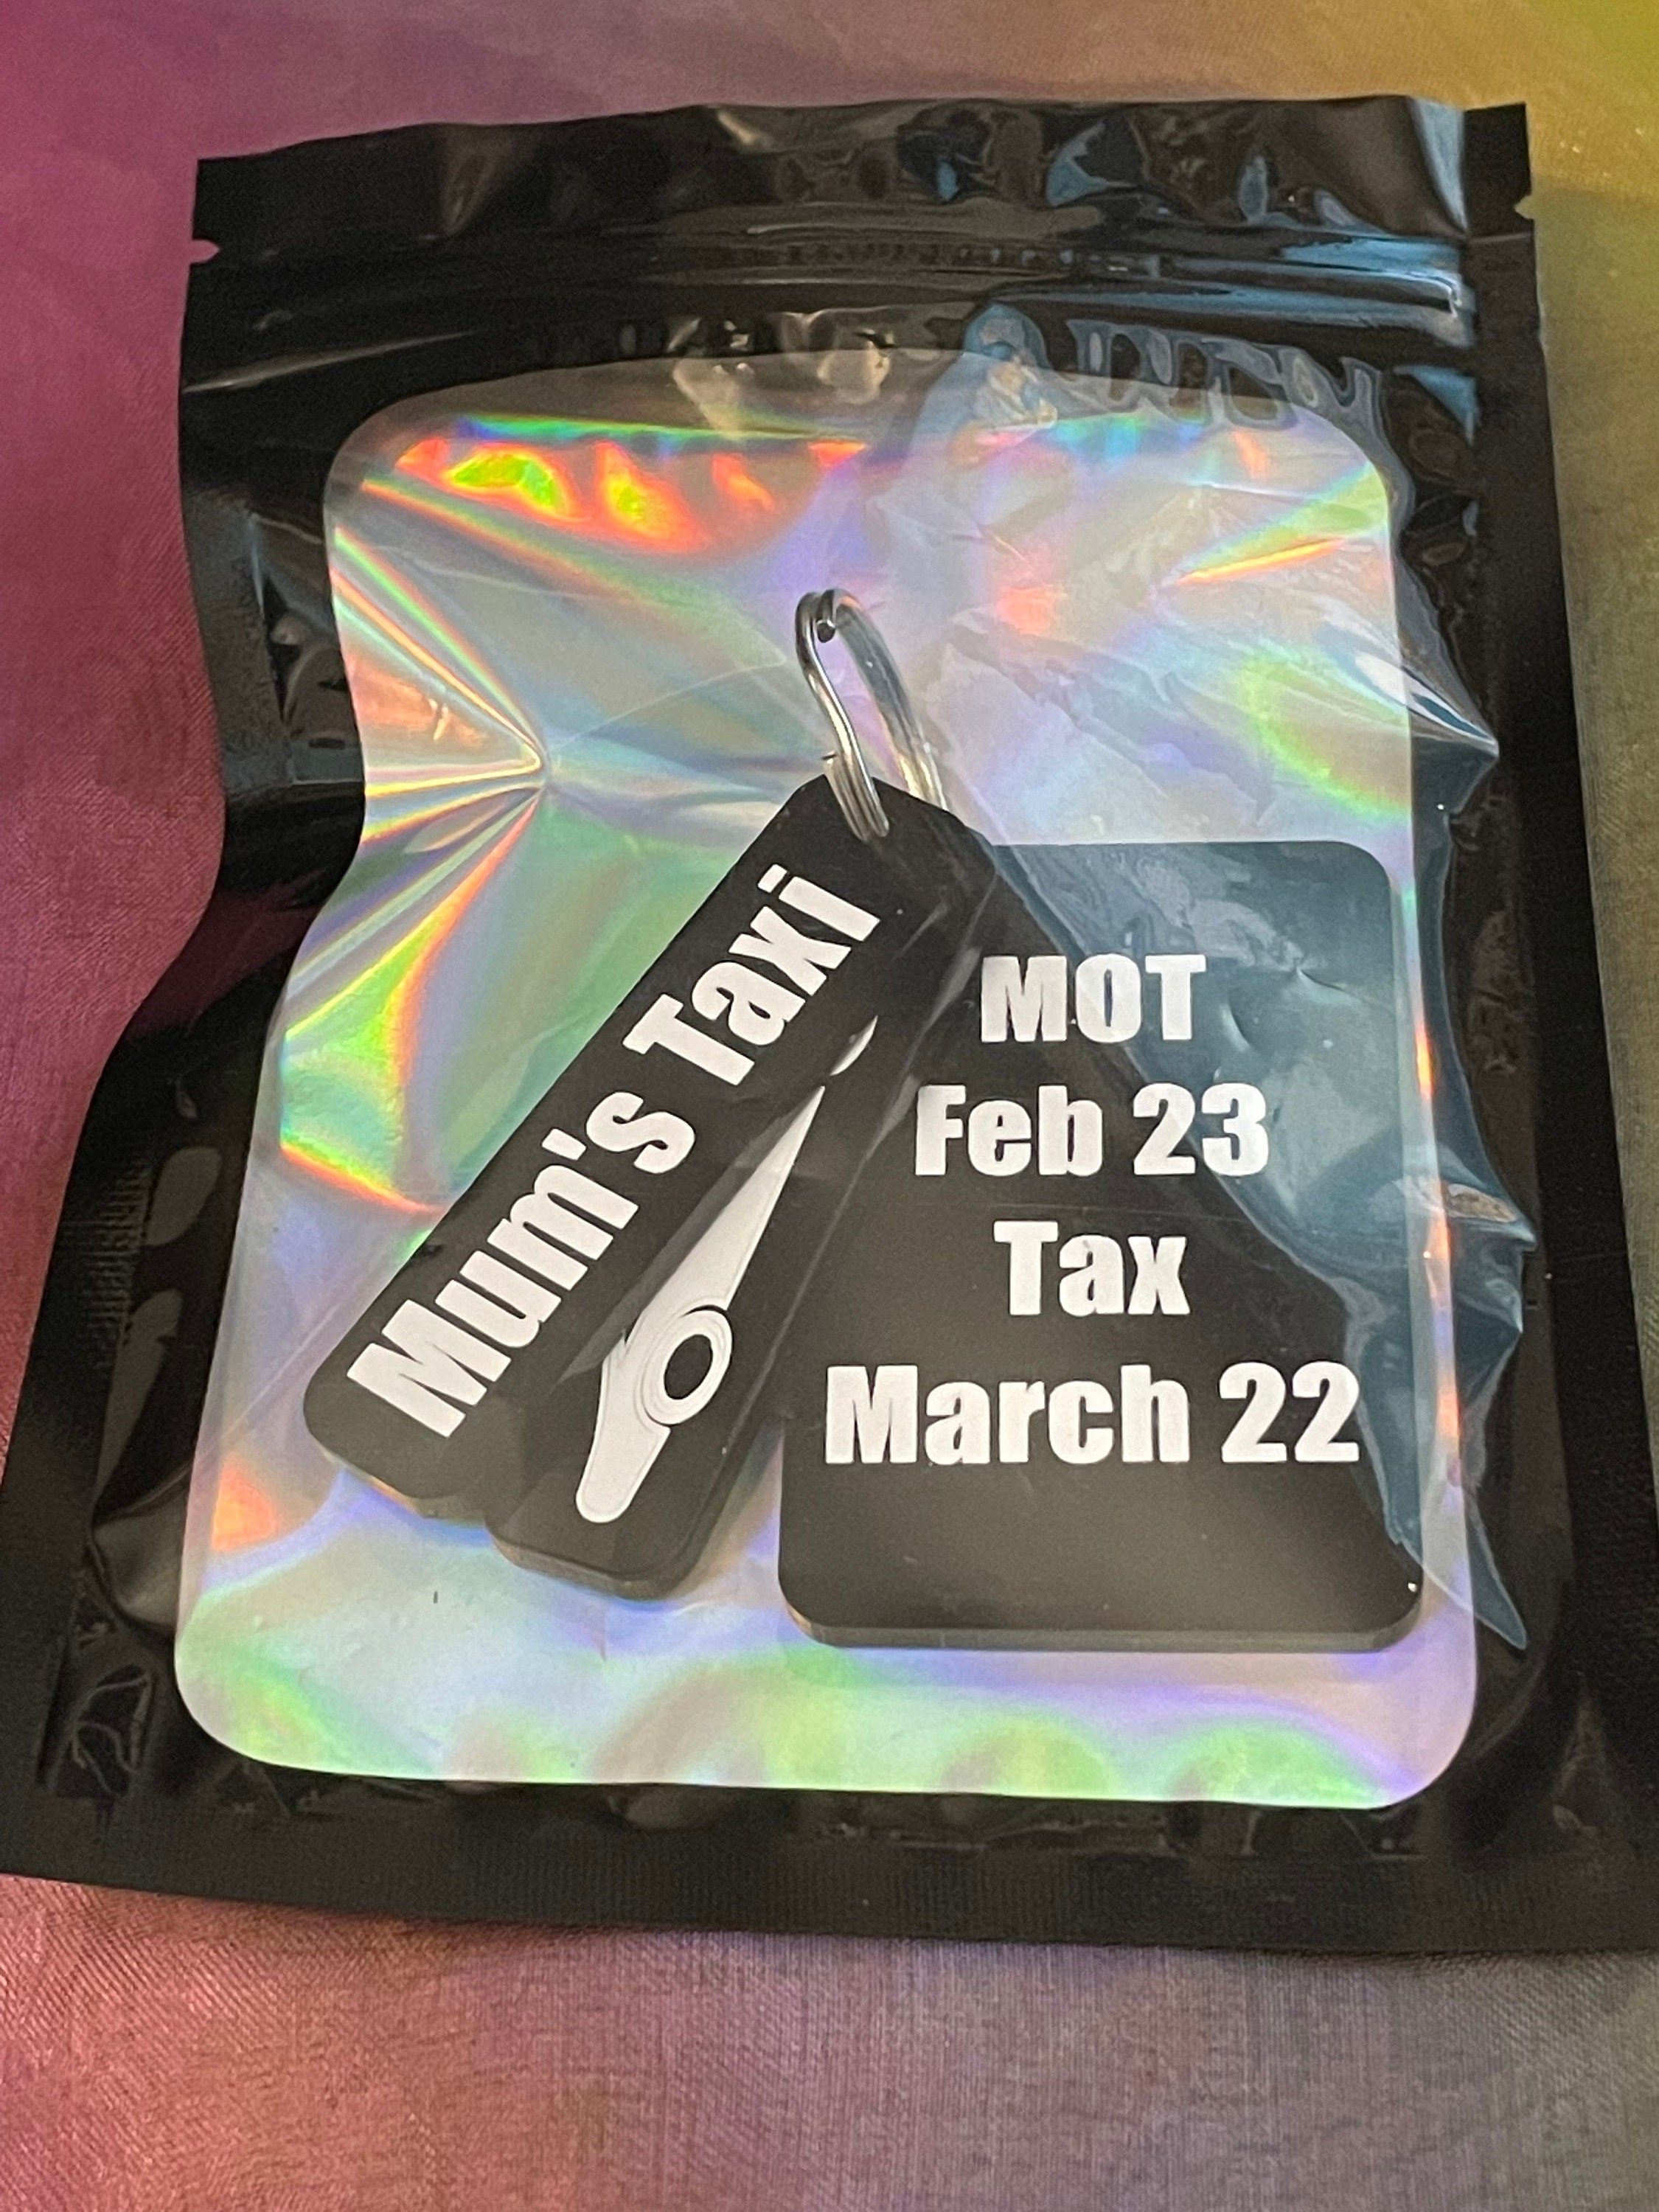 Mum's Taxi
MOT
Feb 23
Tax
March 22